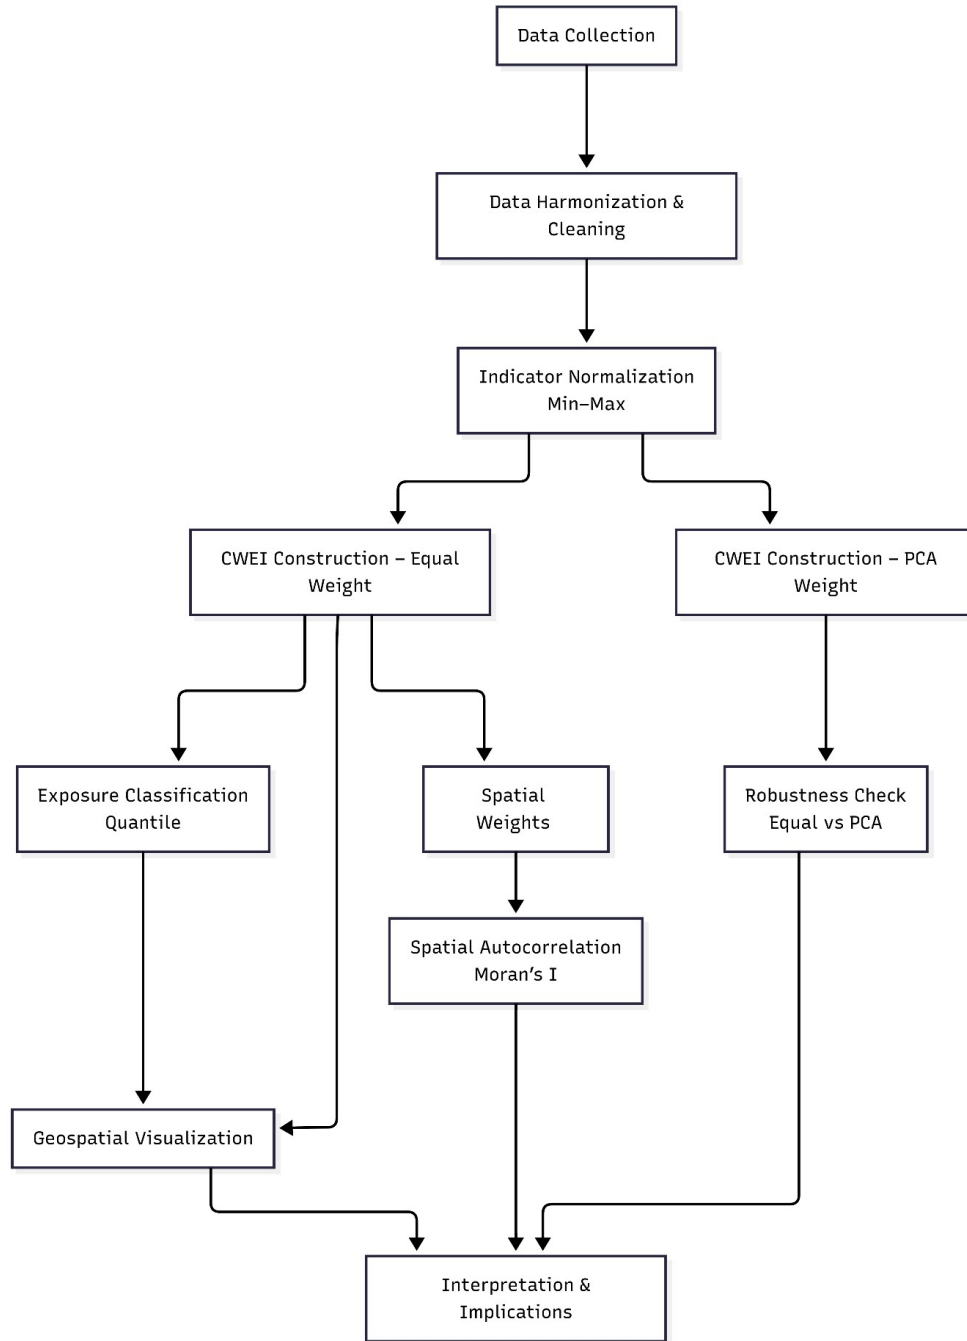 Data Collection
Data Harmonization &
Cleaning
Indicator Normalization
Min–Max
CWEI Construction – Equal
Weight
CWEI Construction – PCA
Weight
Exposure Classification
Quantile
Spatial
Weights
Robustness Check
Equal vs PCA
Spatial Autocorrelation
Moran’s I
Geospatial Visualization
Interpretation &
Implications